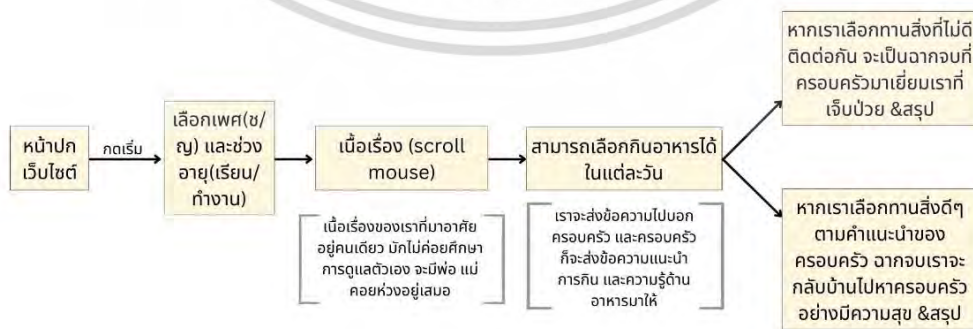 หน้าปก
เว็บไซต์
กดเริ่ม
เลือกเพศ(ช/
ญ) และช่วง
อายุ(เรียน/
ทำงาน)
เนื้อเรื่อง (scroll
mouse)
เนื้อเรื่องของเราที่มาอาศัย
อยู่คนเดียว มักไม่ค่อยศึกษา
การดูแลตัวเอง จะมีพ่อ แม่
คอยห่วงอยู่เสมอ
สามารถเลือกกินอาหารได้
ในแต่ละวัน
เราจะส่งข้อความไปบอก
ครอบครัว และครอบครัว
ก็จะส่งข้อความแนะนำ
การกิน และความรู้ด้าน
อาหารมาให้
หากเราเลือกทานสิ่งที่ไม่ดี
ติดต่อกัน จะเป็นฉากจบที่
ครอบครัวมาเยี่ยมเราที่
เจ็บป่วย &สรุป
หากเราเลือกทานสิ่งดีๆ
ตามคำแนะนำของ
ครอบครัว ฉากจบเราจะ
กลับบ้านไปหาครอบครัว
อย่างมีความสุข &สรุป